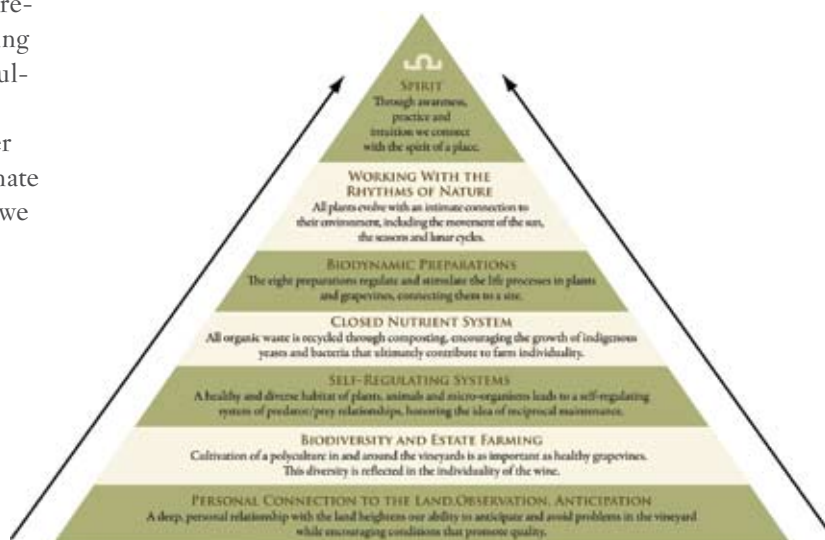 re-
ing
ul-
er
nate
we
SPIRIT
Through awareness,
practice and
intuition we connect
with the spirit of a place.
WORKING WITH THE
RHYTHMS OF NATURE
All plants evolve with an intimate connection to
their environment, including the movement of the sun,
the seasons and lunar cycles.
BIODYNAMIC PREPARATIONS
The eight preparations regulate and stimulate the life processes in plants
and grapevines, connecting them to a site.
CLOSED NUTRIENT SYSTEM
All organic waste is recycled through composting, encouraging the growth of indigenous
yeasts and bacteria that ultimately contribute to farm individuality.
SELF-REGULATING SYSTEMS
A healthy and diverse habitat of plants, animals and micro-organisms leads to a self-regulating
system of predator/prey relationships, honoring the idea of reciprocal maintenance.
BIODIVERSITY AND ESTATE FARMING
Cultivation of a polyculture in and around the vineyards is as important as healthy grapevines.
This diversity is reflected in the individuality of the wine.
PERSONAL CONNECTION TO THE LAND,OBSERVATION, ANTICIPATION
A deep, personal relationship with the land heightens our ability to anticipate and avoid problems in the vineyard
while encouraging conditions that promote quality.